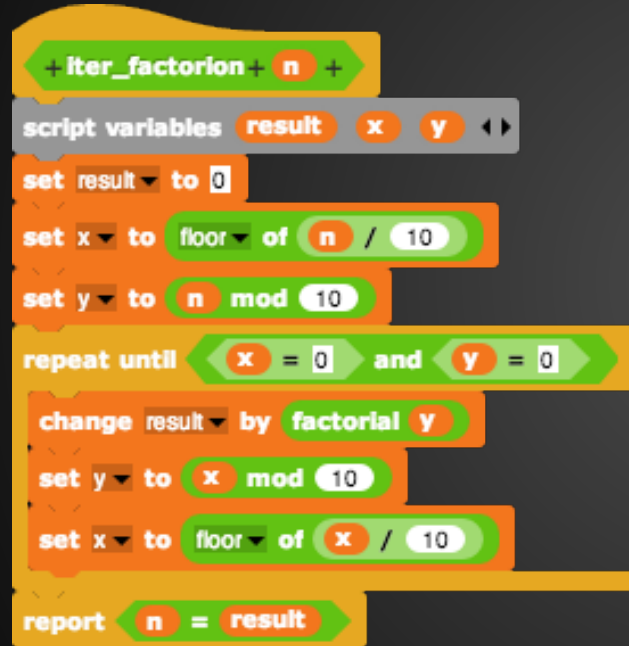 + iter_factorion + n +
script variables result x y
set result to 0
set x to floor of n / 10
set y to n mod 10
repeat until x = 0 and y = 0
change result by factorial y
set y to x mod 10
set x to floor of x / 10
report n = result